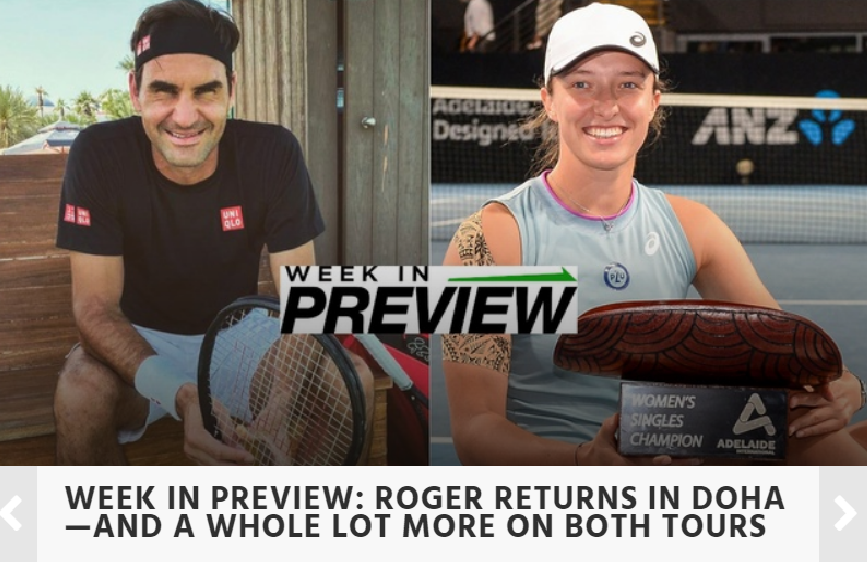 UNI
QLO
Adelaide
Designed
ANZ
WEEK IN
PREVIEW
WOMEN'S
SINGLES
CHAMPION
ADELAIDE
INTERNATIONAL
WEEK IN PREVIEW: ROGER RETURNS IN DOHA
—AND A WHOLE LOT MORE ON BOTH TOURS